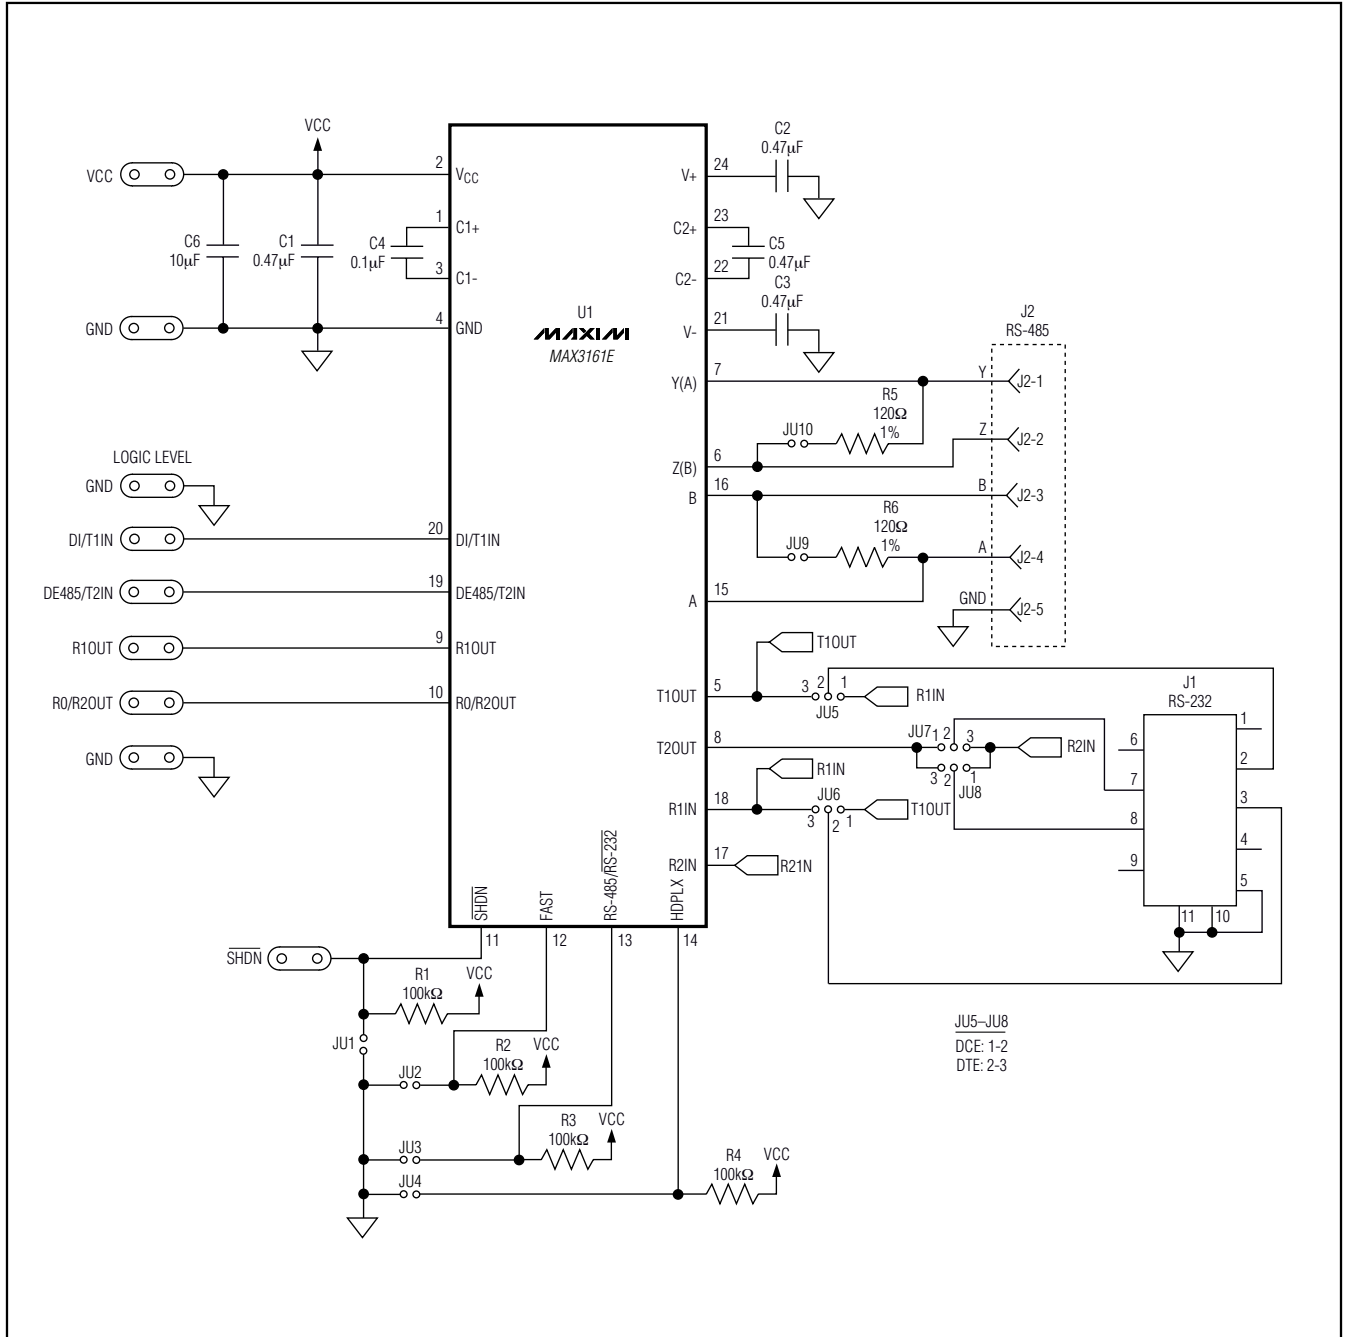 VCC
VCC
C6
10µF
C1
0.47µF
C4
0.1µF
GND
2
VCC
1
C1+
3
C1-
4
GND
U1
MAXIM
MAX3161E
24
V+
C2
0.47µF
23
C2+
C5
0.47µF
22
C2-
C3
0.47µF
21
V-
J2
RS-485
7
Y(A)
Y
J2-1
R5
120Ω
1%
JU10
Z
J2-2
6
Z(B)
16
B
B
J2-3
R6
120Ω
1%
JU9
A
J2-4
15
A
GND
J2-5
LOGIC LEVEL
GND
DI/T1IN
20
DI/T1IN
DE485/T2IN
19
DE485/T2IN
R1OUT
9
R1OUT
R0/R2OUT
10
R0/R2OUT
GND
T1OUT
T1OUT
5
3 2 1
JU5
R1IN
T2OUT
8
JU7
1 2 3
R2IN
3 2 1
JU8
R1IN
R1IN
18
JU6
3 2 1
T1OUT
R2IN
17
R21N
J1
RS-232
1
6
2
7
3
8
4
9
5
11
10
SHDN
11
FAST
12
RS-485/RS-232
13
HDPLX
14
SHDN
R1
100kΩ
VCC
JU1
JU2
R2
100kΩ
VCC
JU3
R3
100kΩ
VCC
JU4
R4
100kΩ
VCC
JU5–JU8
DCE: 1-2
DTE: 2-3